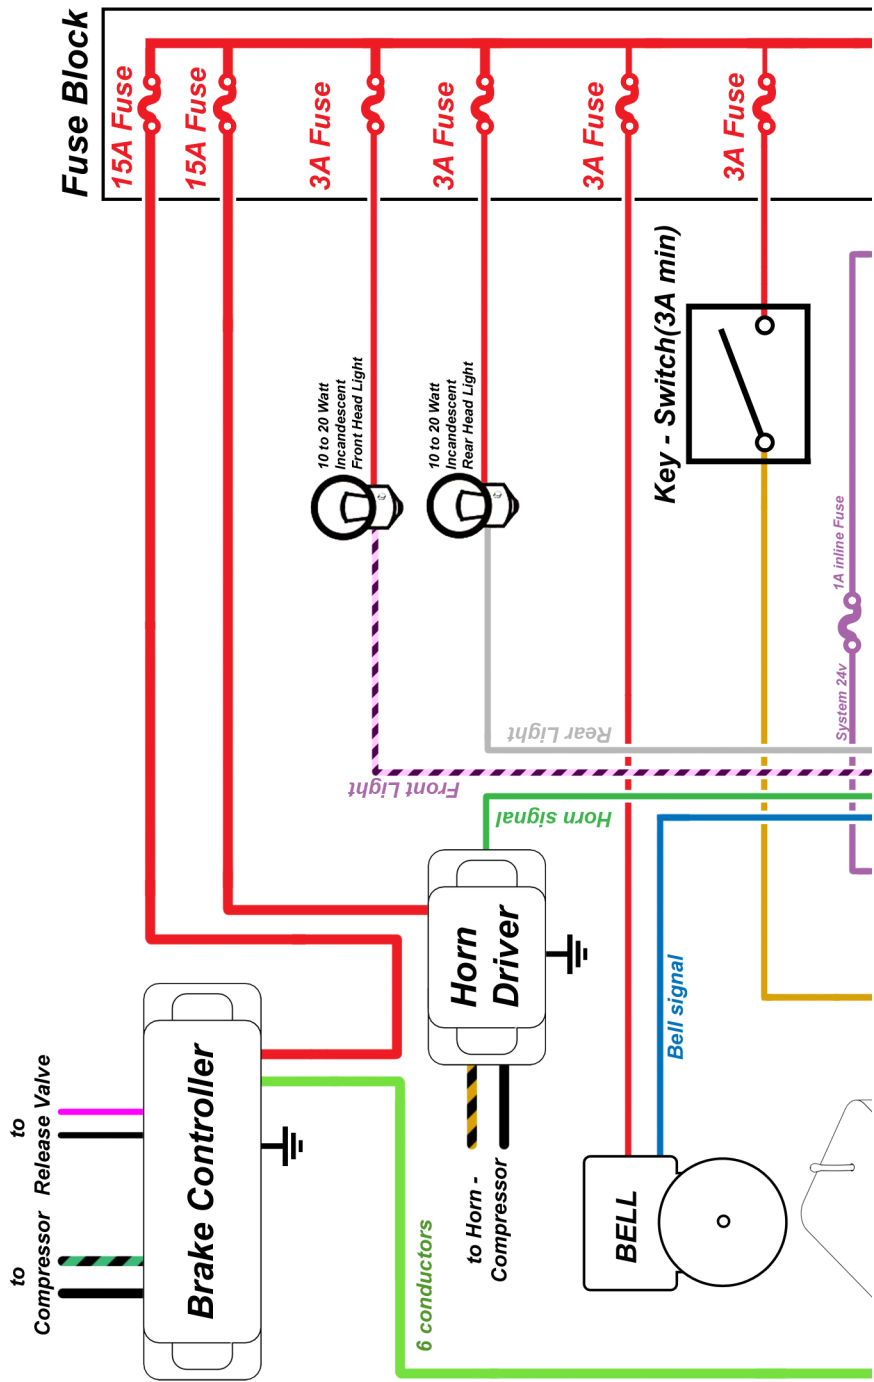 Fuse Block
15A Fuse
15A Fuse
3A Fuse
3A Fuse
3A Fuse
3A Fuse
10 to 20 Watt
Incandescent
Front Head Light
10 to 20 Watt
Incandescent
Rear Head Light
Key - Switch(3A min)
1A inline Fuse
System 24v
Rear Light
Front Light
Horn signal
Horn
Driver
Bell signal
Brake Controller
to
Release Valve
to
Compressor
6 conductors
to Horn -
Compressor
BELL